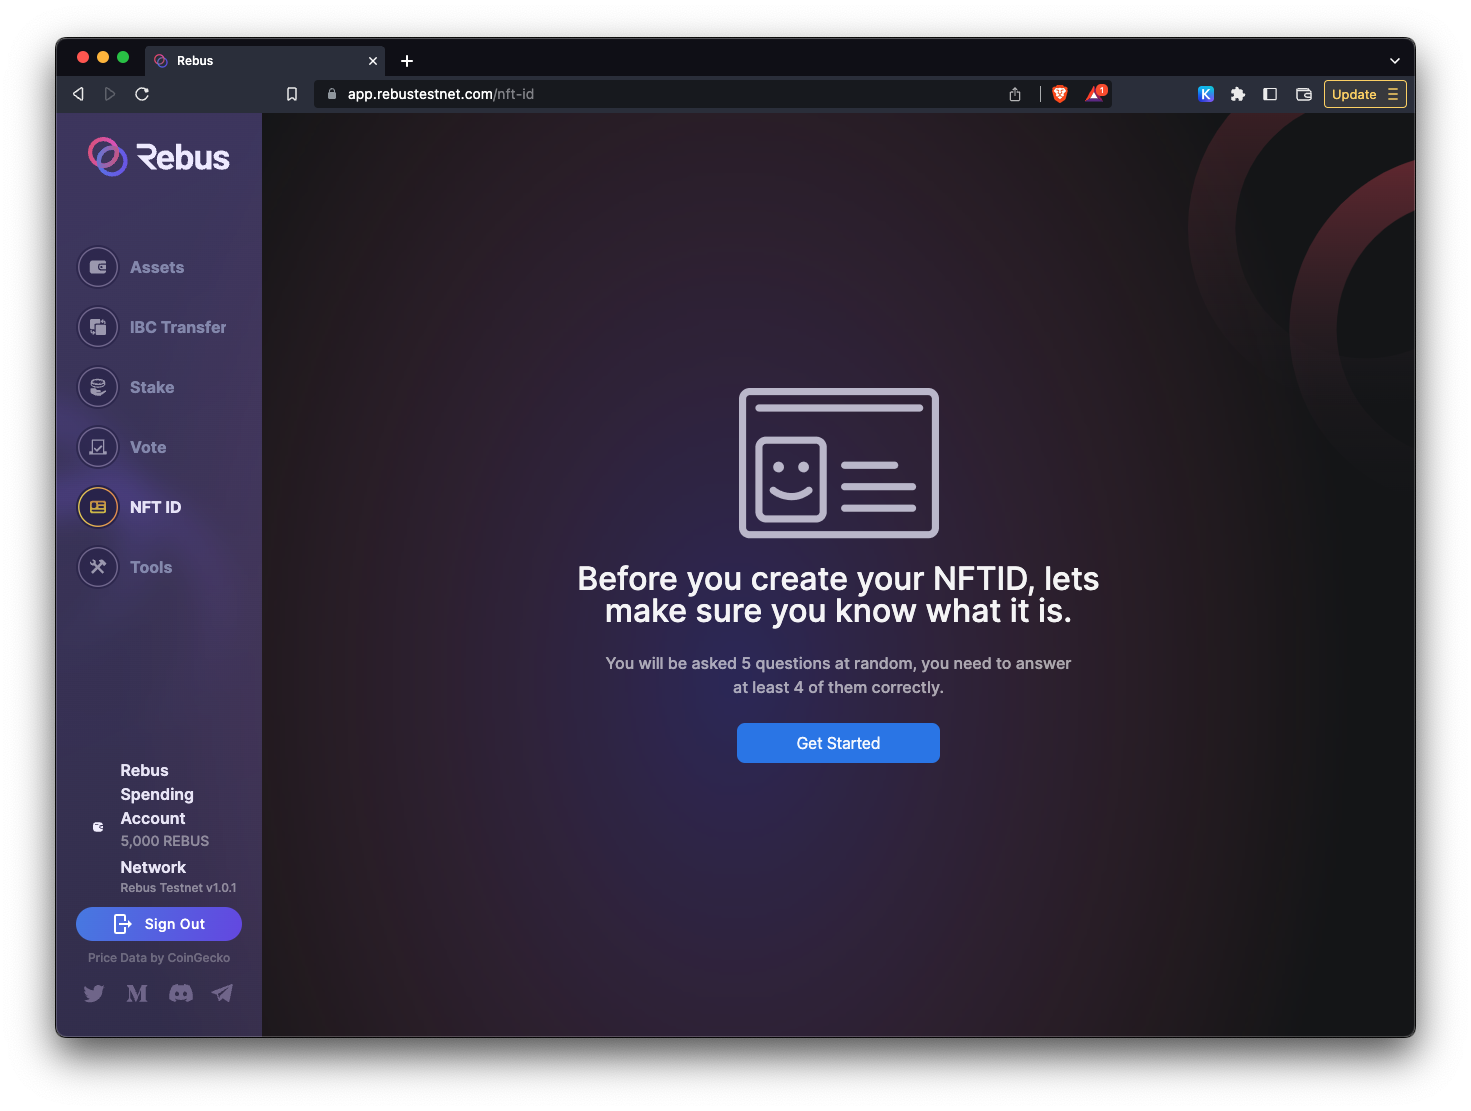 Rebus
app.rebustestnet.com/nft-id
1
K
Update
Rebus
Assets
IBC Transfer
Stake
Vote
NFT ID
Tools
Before you create your NFTID, lets
make sure you know what it is.
You will be asked 5 questions at random, you need to answer
at least 4 of them correctly.
Get Started
Rebus
Spending
Account
5,000 REBUS
Network
Rebus Testnet v1.0.1
Sign Out
Price Data by CoinGecko